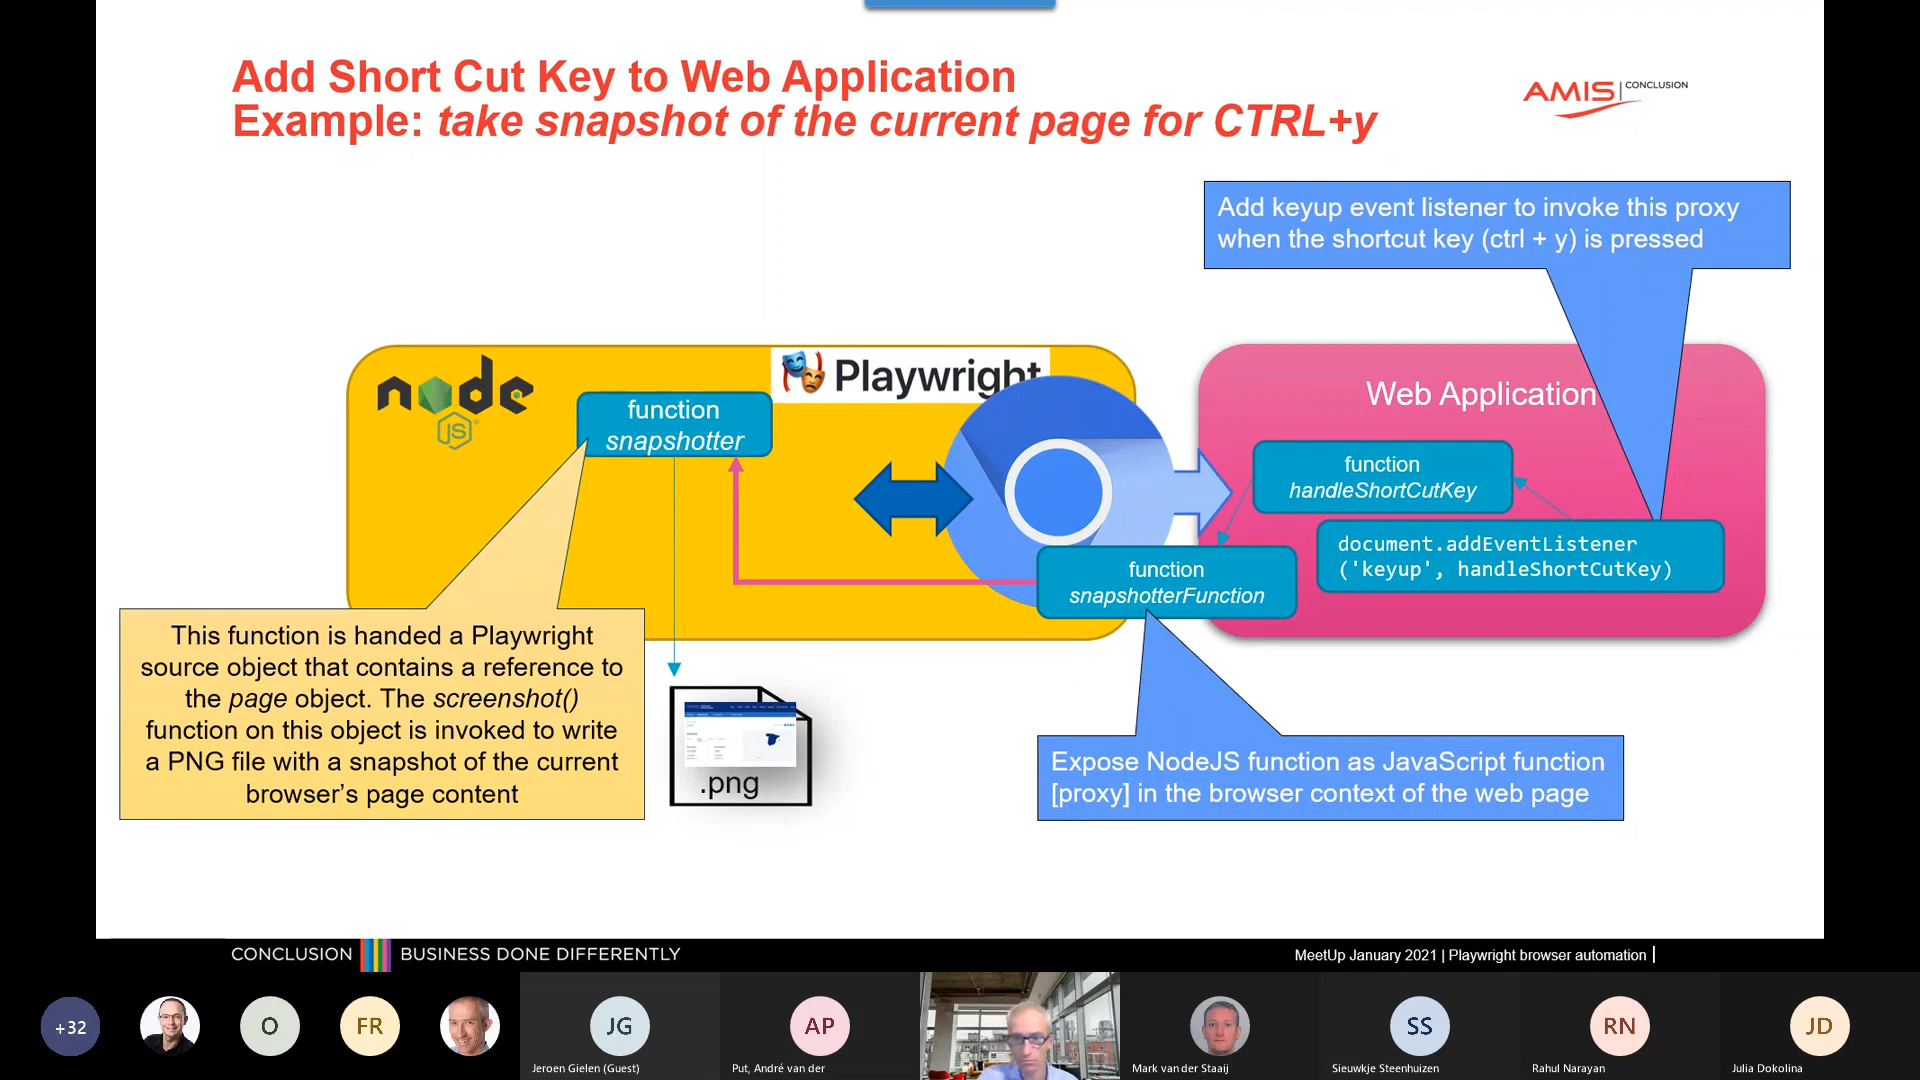 Add Short Cut Key to Web Application
Example: take snapshot of the current page for CTRL+y
AMIS | CONCLUSION
Add keyup event listener to invoke this proxy
when the shortcut key (ctrl + y) is pressed
node
JS
Playwright
function
snapshotter
Web Application
function
handleShortCutKey
document.addEventListener
('keyup', handleShortCutKey)
function
snapshotterFunction
This function is handed a Playwright
source object that contains a reference to
the page object. The screenshot()
function on this object is invoked to write
a PNG file with a snapshot of the current
browser’s page content
.png
Expose NodeJS function as JavaScript function
[proxy] in the browser context of the web page
CONCLUSION BUSINESS DONE DIFFERENTLY
MeetUp January 2021 | Playwright browser automation |
+32
O
FR
JG
AP
SS
RN
JD
Jeroen Gielen (Guest)
Put, André van der
Mark van der Staaij
Sieuwkje Steenhuizen
Rahul Narayan
Julia Dokolina